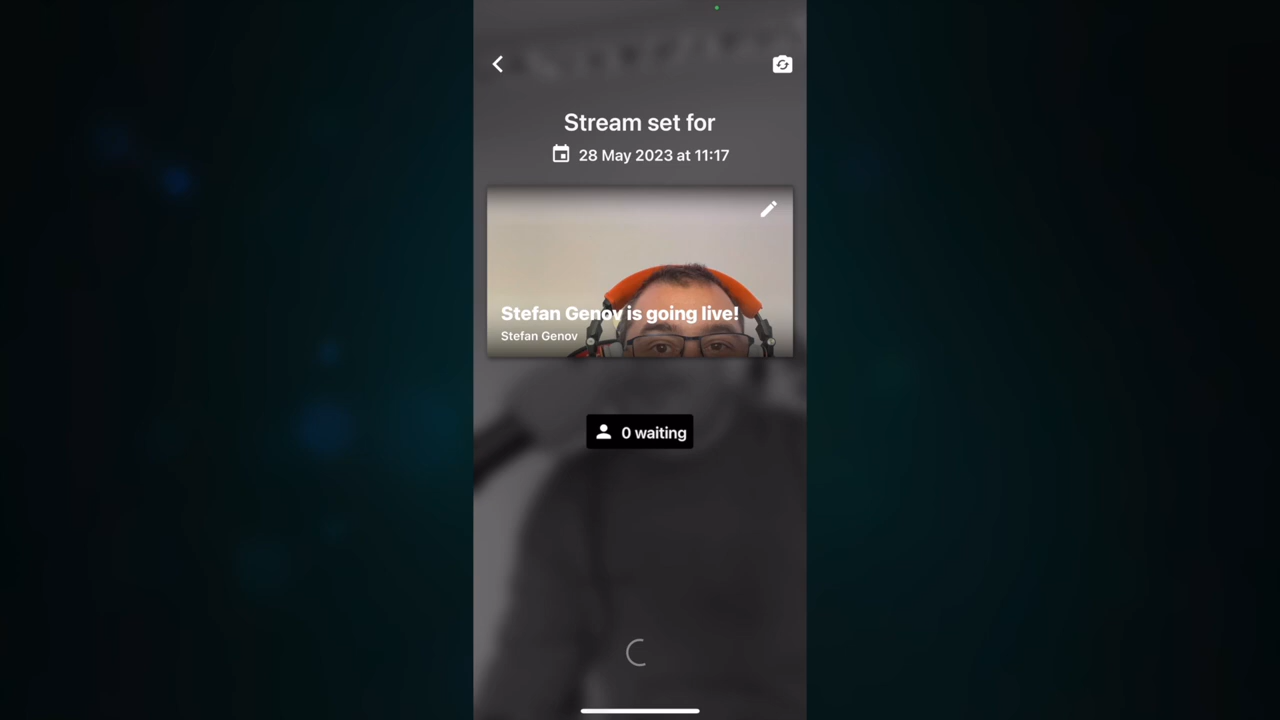 Stream set for
28 May 2023 at 11:17
Stefan Genov is going live!
Stefan Genov
0 waiting